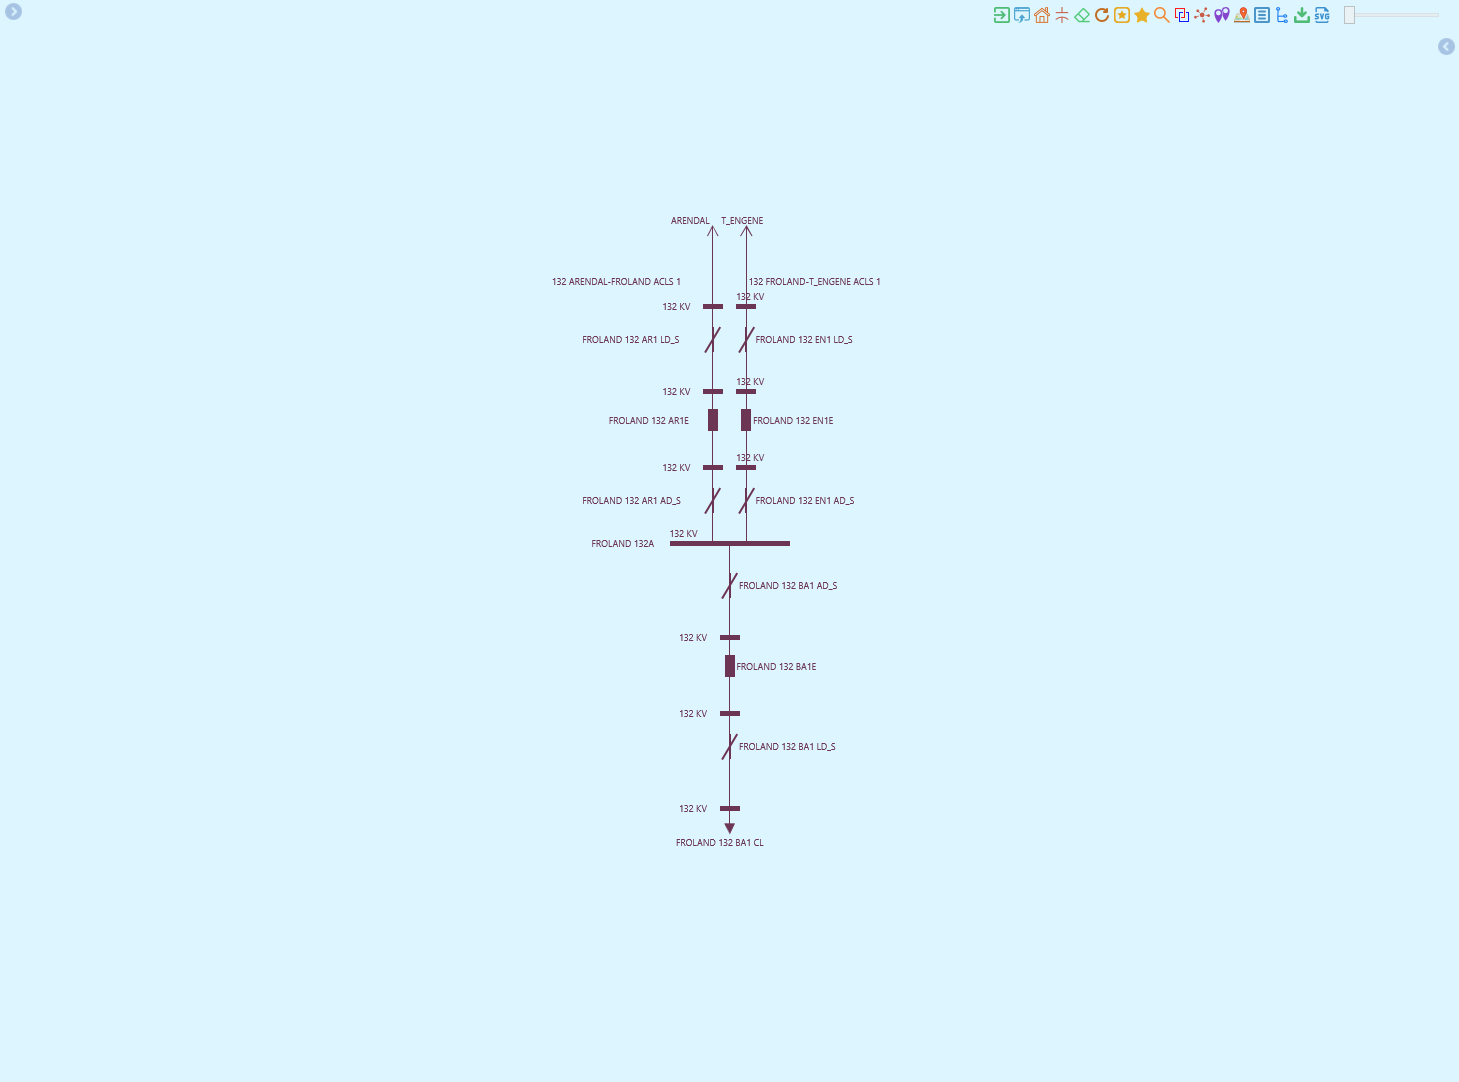 SVG
ARENDAL T_ENGENE
132 ARENDAL-FROLAND ACLS 1
132 FROLAND-T_ENGENE ACLS 1
132 KV
132 KV
FROLAND 132 AR1 LD_S
FROLAND 132 EN1 LD_S
132 KV
132 KV
FROLAND 132 AR1E
FROLAND 132 EN1E
132 KV
132 KV
FROLAND 132 AR1 AD_S
FROLAND 132 EN1 AD_S
132 KV
FROLAND 132A
FROLAND 132 BA1 AD_S
132 KV
FROLAND 132 BA1E
132 KV
FROLAND 132 BA1 LD_S
132 KV
FROLAND 132 BA1 CL